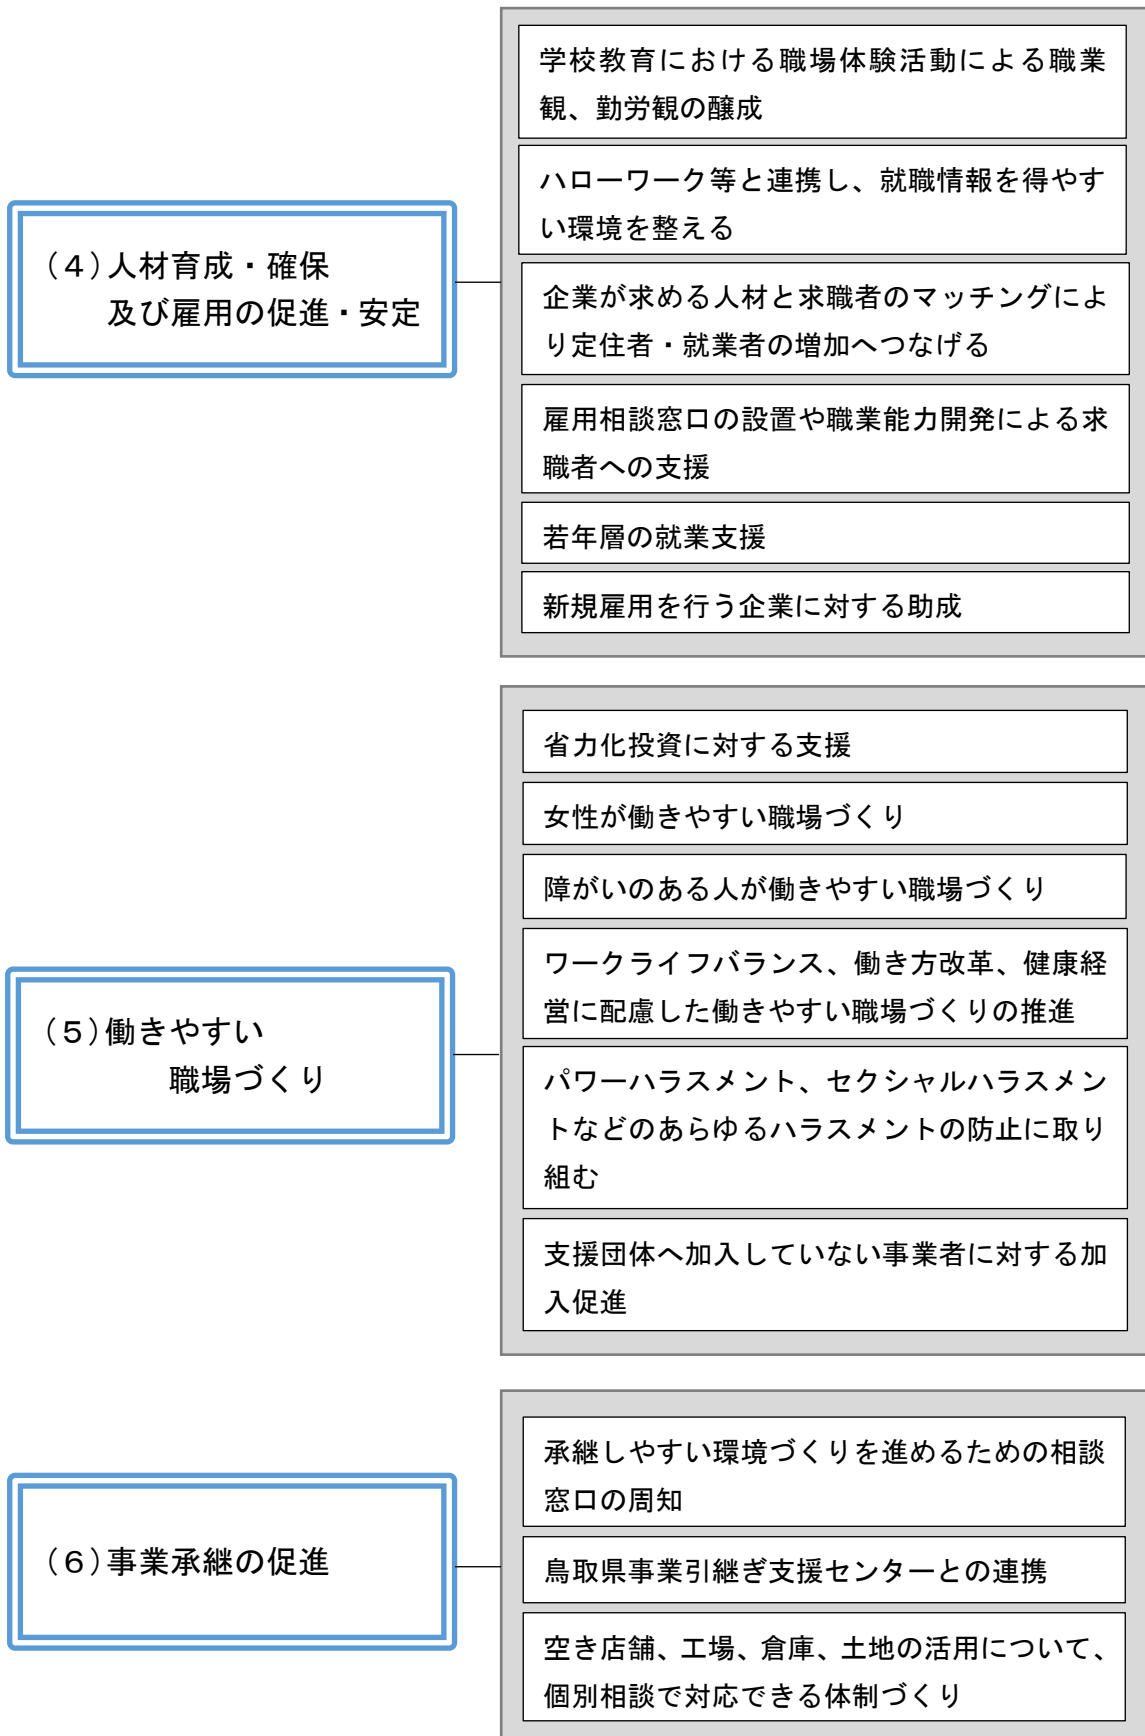 (4)人材育成・確保
及び雇用の促進・安定
学校教育における職場体験活動による職業
観、勤労観の醸成
ハローワーク等と連携し、就職情報を得やす
い環境を整える
企業が求める人材と求職者のマッチングによ
り定住者・就業者の増加へつなげる
雇用相談窓口の設置や職業能力開発による求
職者への支援
若年層の就業支援
新規雇用を行う企業に対する助成
(5)働きやすい
職場づくり
省力化投資に対する支援
女性が働きやすい職場づくり
障がいのある人が働きやすい職場づくり
ワークライフバランス、働き方改革、健康経
営に配慮した働きやすい職場づくりの推進
パワーハラスメント、セクシャルハラスメン
トなどのあらゆるハラスメントの防止に取り
組む
支援団体へ加入していない事業者に対する加
入促進
(6)事業承継の促進
承継しやすい環境づくりを進めるための相談
窓口の周知
鳥取県事業引継ぎ支援センターとの連携
空き店舗、工場、倉庫、土地の活用について、
個別相談で対応できる体制づくり